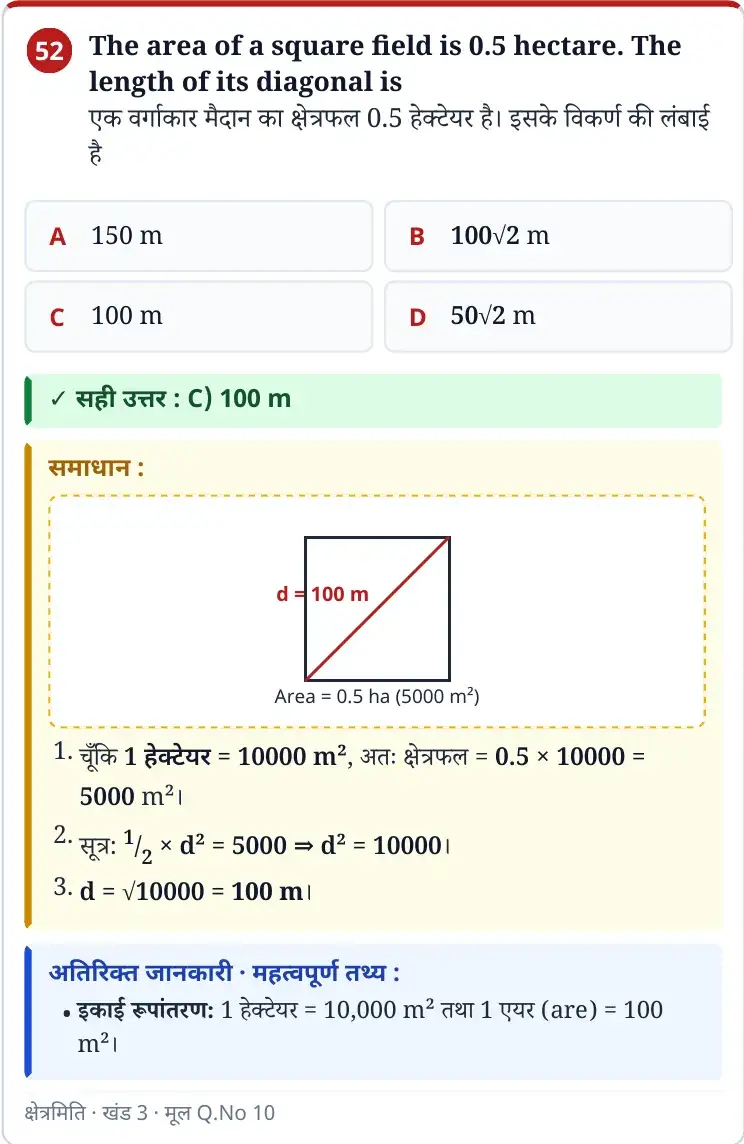 52
The area of a square field is 0.5 hectare. The
length of its diagonal is
एक वर्गाकार मैदान का क्षेत्रफल 0.5 हेक्टेयर है। इसके विकर्ण की लंबाई
है
A 150 m
B 100√2 m
C 100 m
D 50√2 m
✓ सही उत्तर : C) 100 m
समाधान :
d = 100 m
Area = 0.5 ha (5000 m²)
1. चूँकि 1 हेक्टेयर = 10000 m², अतः क्षेत्रफल = 0.5 × 10000 =
5000 m²।
2. सूत्र: 1/2 × d² = 5000 ⇒ d² = 10000।
3. d = √10000 = 100 m।
अतिरिक्त जानकारी · महत्वपूर्ण तथ्य :
• इकाई रूपांतरण: 1 हेक्टेयर = 10,000 m² तथा 1 एयर (are) = 100
m²।
क्षेत्रमिति · खंड 3 · मूल Q.No 10